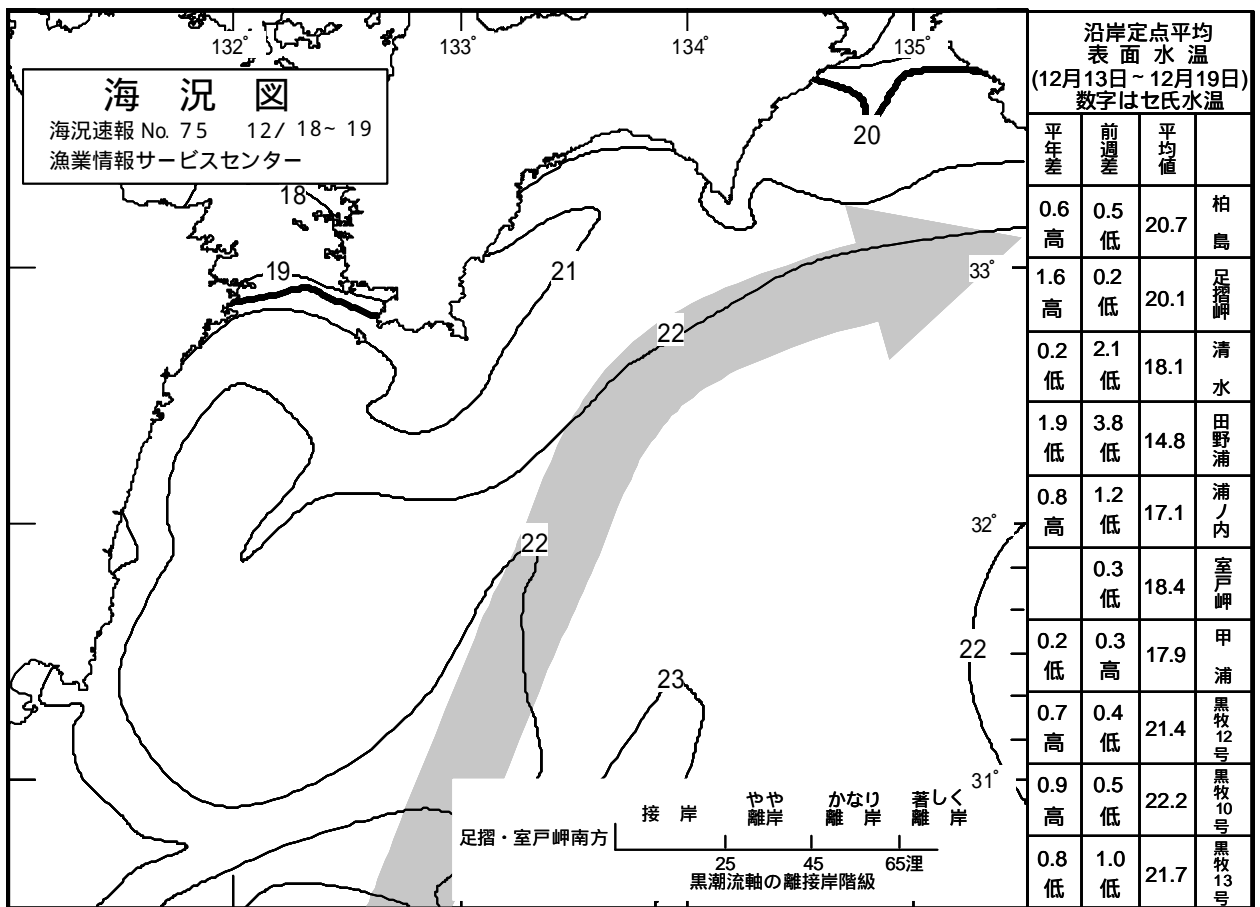 132°
133°
134°
135°
海況図
海況速報 No. 75 12/ 18~ 19
漁業情報サービスセンター
18
19
20
21
22
33°
22
32°
22
23
31°
足摺・室戸岬南方
接岸 やや離岸 かなり離岸 著しく離岸
25 45 65浬
黒潮流軸の離接岸階級
沿岸定点平均
表面水温
(12月13日~12月19日)
数字はセ氏水温
平年差 前週差 平均値
0.6高 0.5低 20.7 柏島
1.6高 0.2低 20.1 足摺岬
0.2低 2.1低 18.1 清水
1.9低 3.8低 14.8 田野浦
0.8高 1.2低 17.1 浦ノ内
0.3低 18.4 室戸岬
0.2低 0.3高 17.9 甲浦
0.7高 0.4低 21.4 黒牧12号
0.9高 0.5低 22.2 黒牧10号
0.8低 1.0低 21.7 黒牧13号